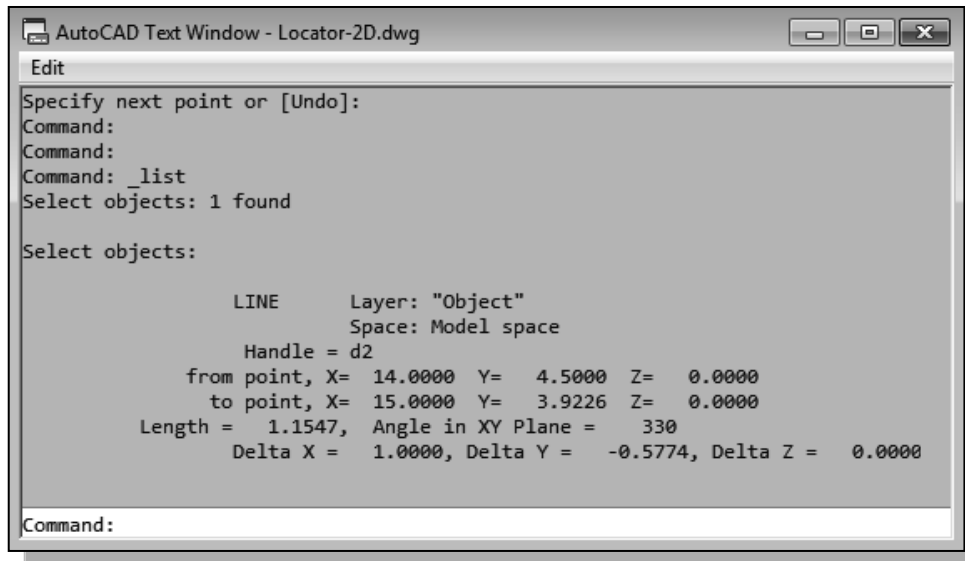 AutoCAD Text Window - Locator-2D.dwg
Edit
Specify next point or [Undo]:
Command:
Command:
Command: _list
Select objects: 1 found
Select objects:
LINE Layer: "Object"
Space: Model space
Handle = d2
from point, X= 14.0000 Y= 4.5000 Z= 0.0000
to point, X= 15.0000 Y= 3.9226 Z= 0.0000
Length = 1.1547, Angle in XY Plane = 330
Delta X = 1.0000, Delta Y = -0.5774, Delta Z = 0.0000
Command: